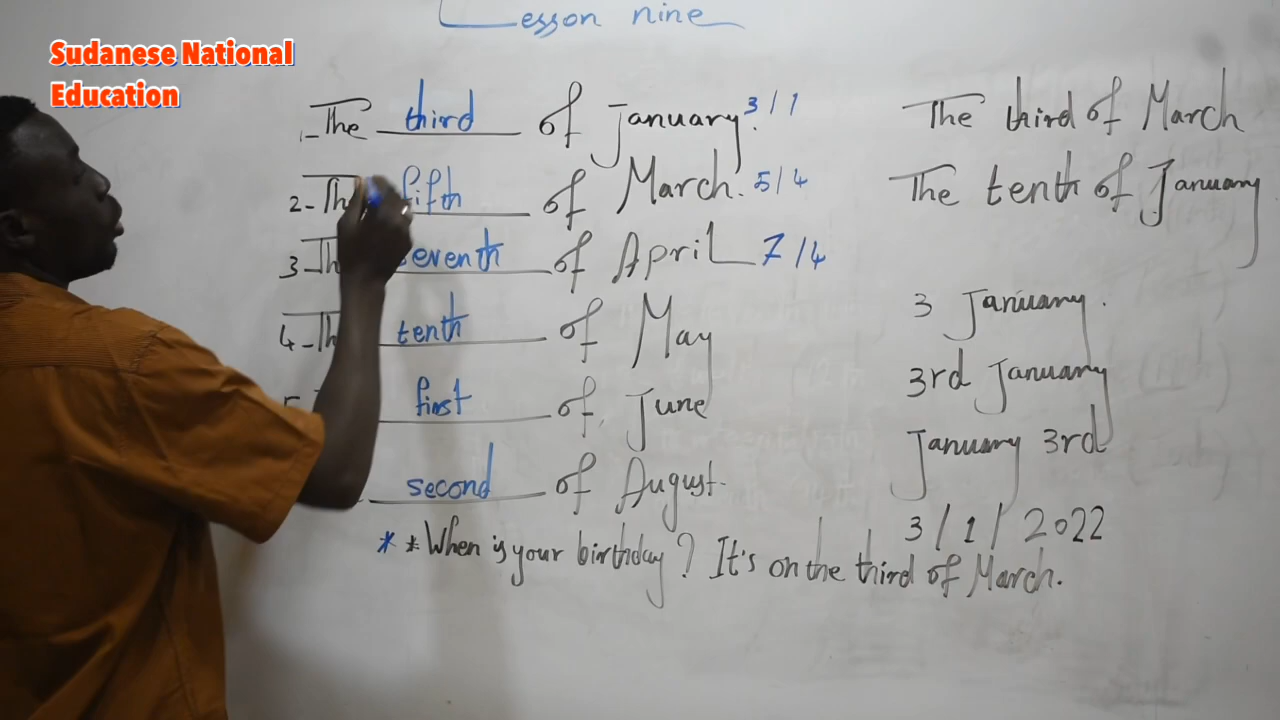 Lesson nine
Sudanese National
Education
1- The third of January. 3/1
2- The fifth of March. 5/4
3- The seventh of April 7/4
4- The tenth of May
first of June
second of August.
* * When is your birthday? It's on the third of March.
The third of March
The tenth of January
3 January.
3rd January
January 3rd
3/1/2022